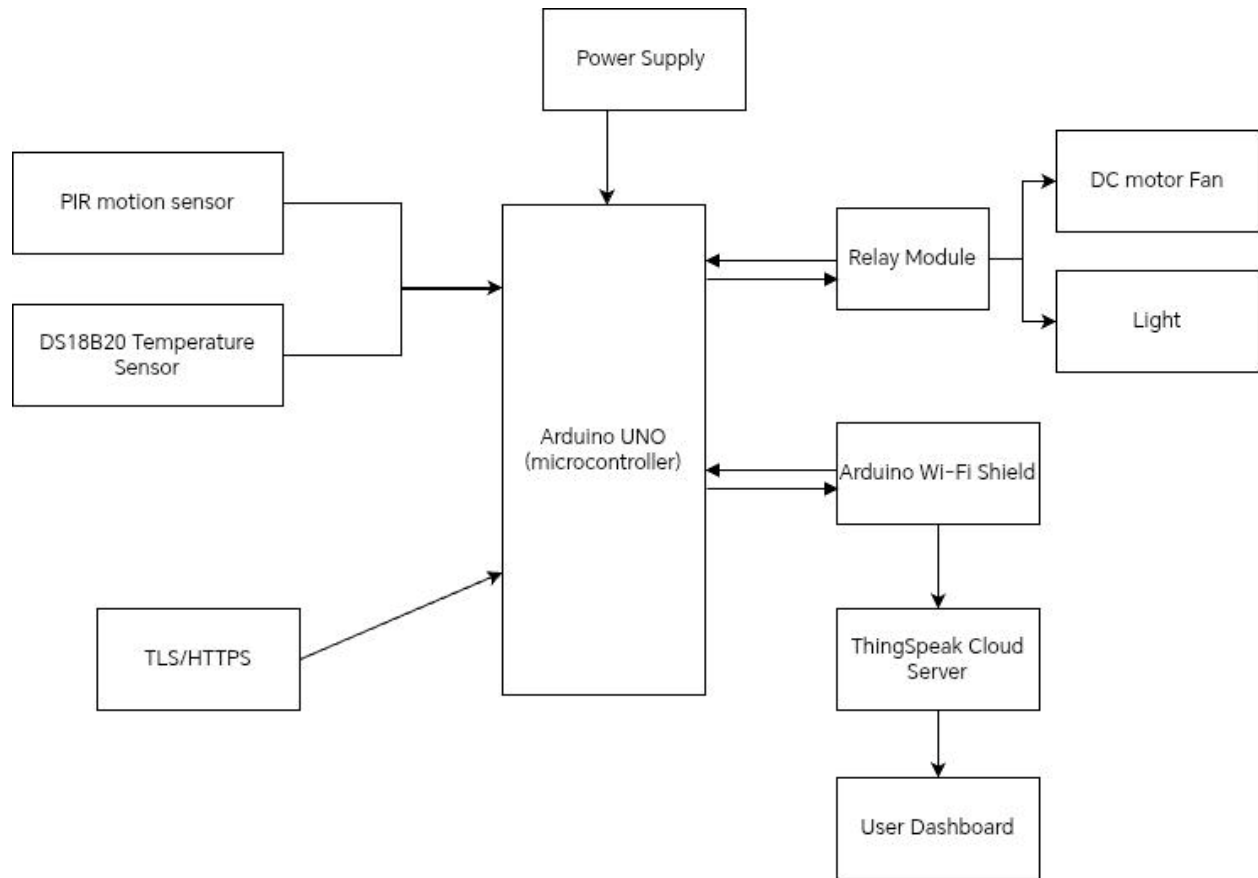 Power Supply
PIR motion sensor
DC motor Fan
Relay Module
Light
DS18B20 Temperature
Sensor
Arduino UNO
(microcontroller)
Arduino Wi-Fi Shield
TLS/HTTPS
ThingSpeak Cloud
Server
User Dashboard